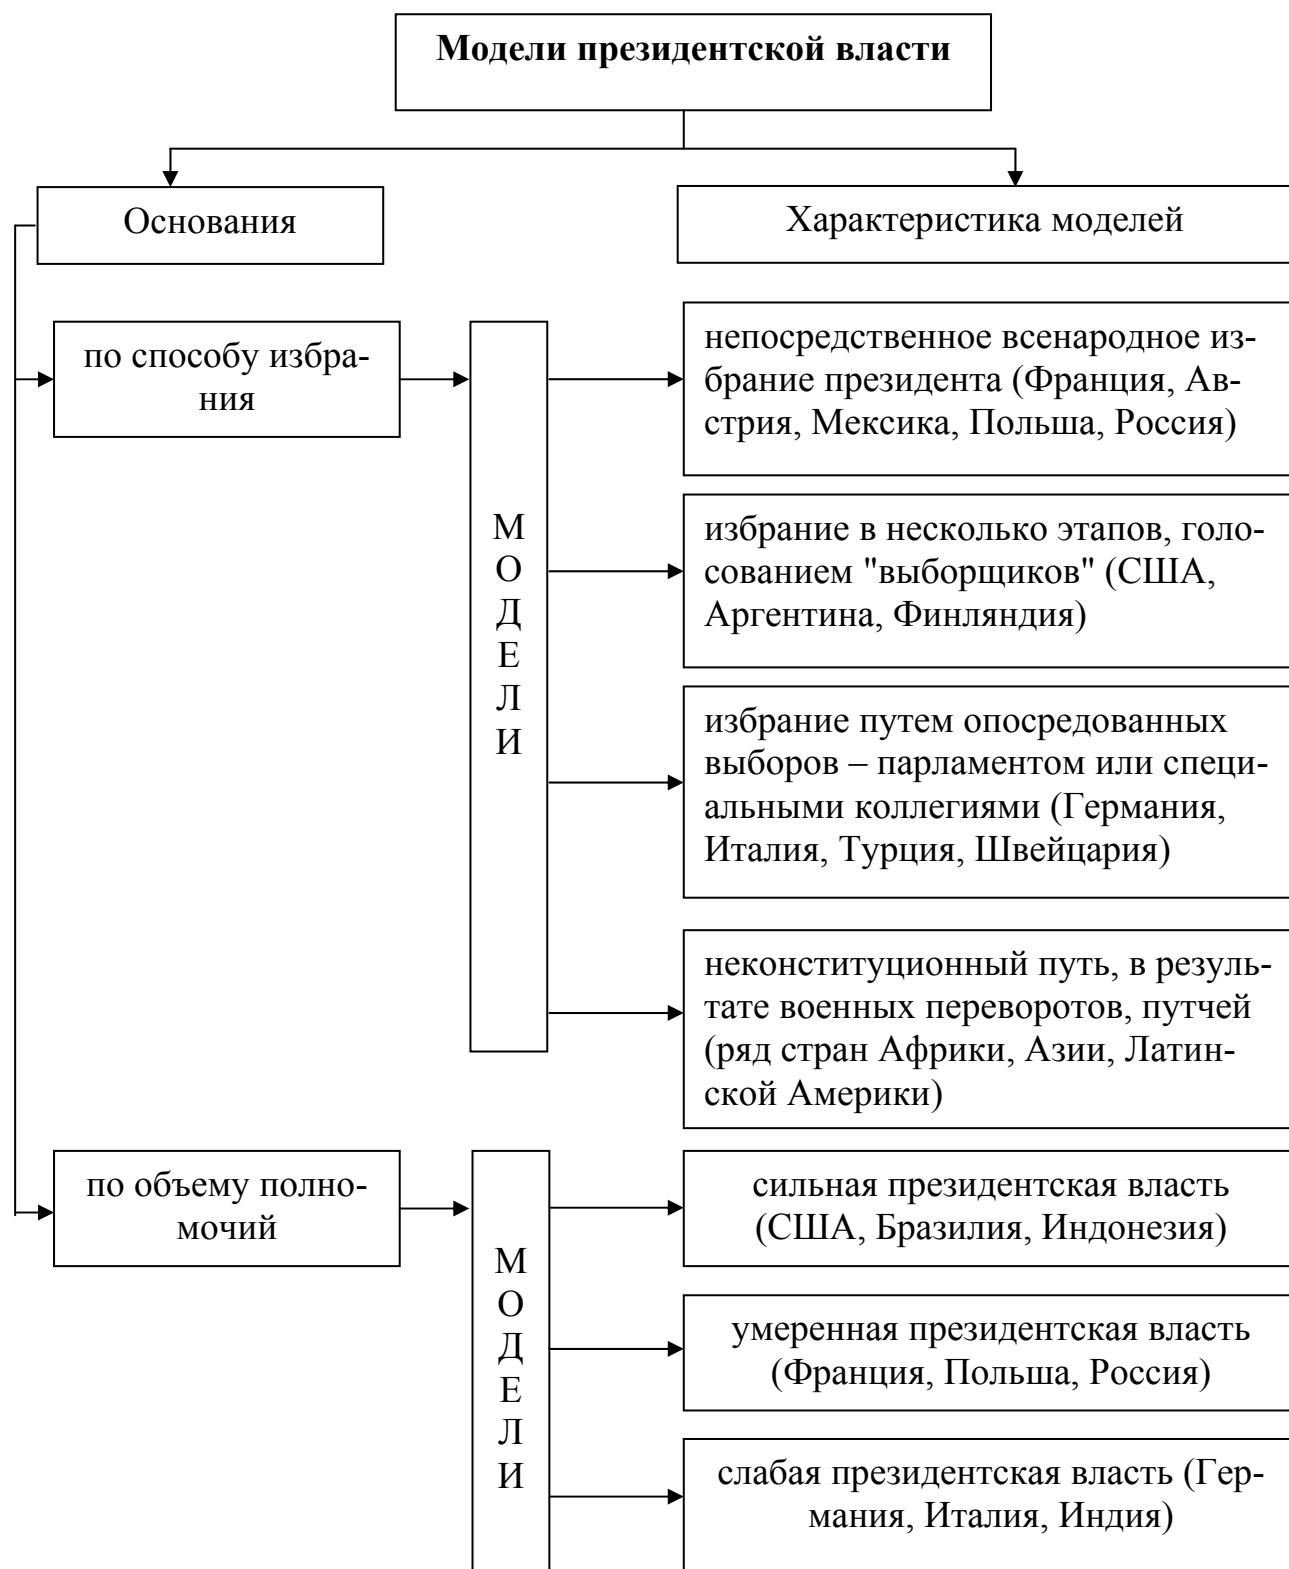 Модели президентской власти
Основания
Характеристика моделей
по способу избра-
ния
М
О
Д
Е
Л
И
непосредственное всенародное из-
брание президента (Франция, Ав-
стрия, Мексика, Польша, Россия)
избрание в несколько этапов, голо-
сованием "выборщиков" (США,
Аргентина, Финляндия)
избрание путем опосредованных
выборов – парламентом или специ-
альными коллегиями (Германия,
Италия, Турция, Швейцария)
неконституционный путь, в резуль-
тате военных переворотов, путчей
(ряд стран Африки, Азии, Латин-
ской Америки)
по объему полно-
мочий
М
О
Д
Е
Л
И
сильная президентская власть
(США, Бразилия, Индонезия)
умеренная президентская власть
(Франция, Польша, Россия)
слабая президентская власть (Гер-
мания, Италия, Индия)